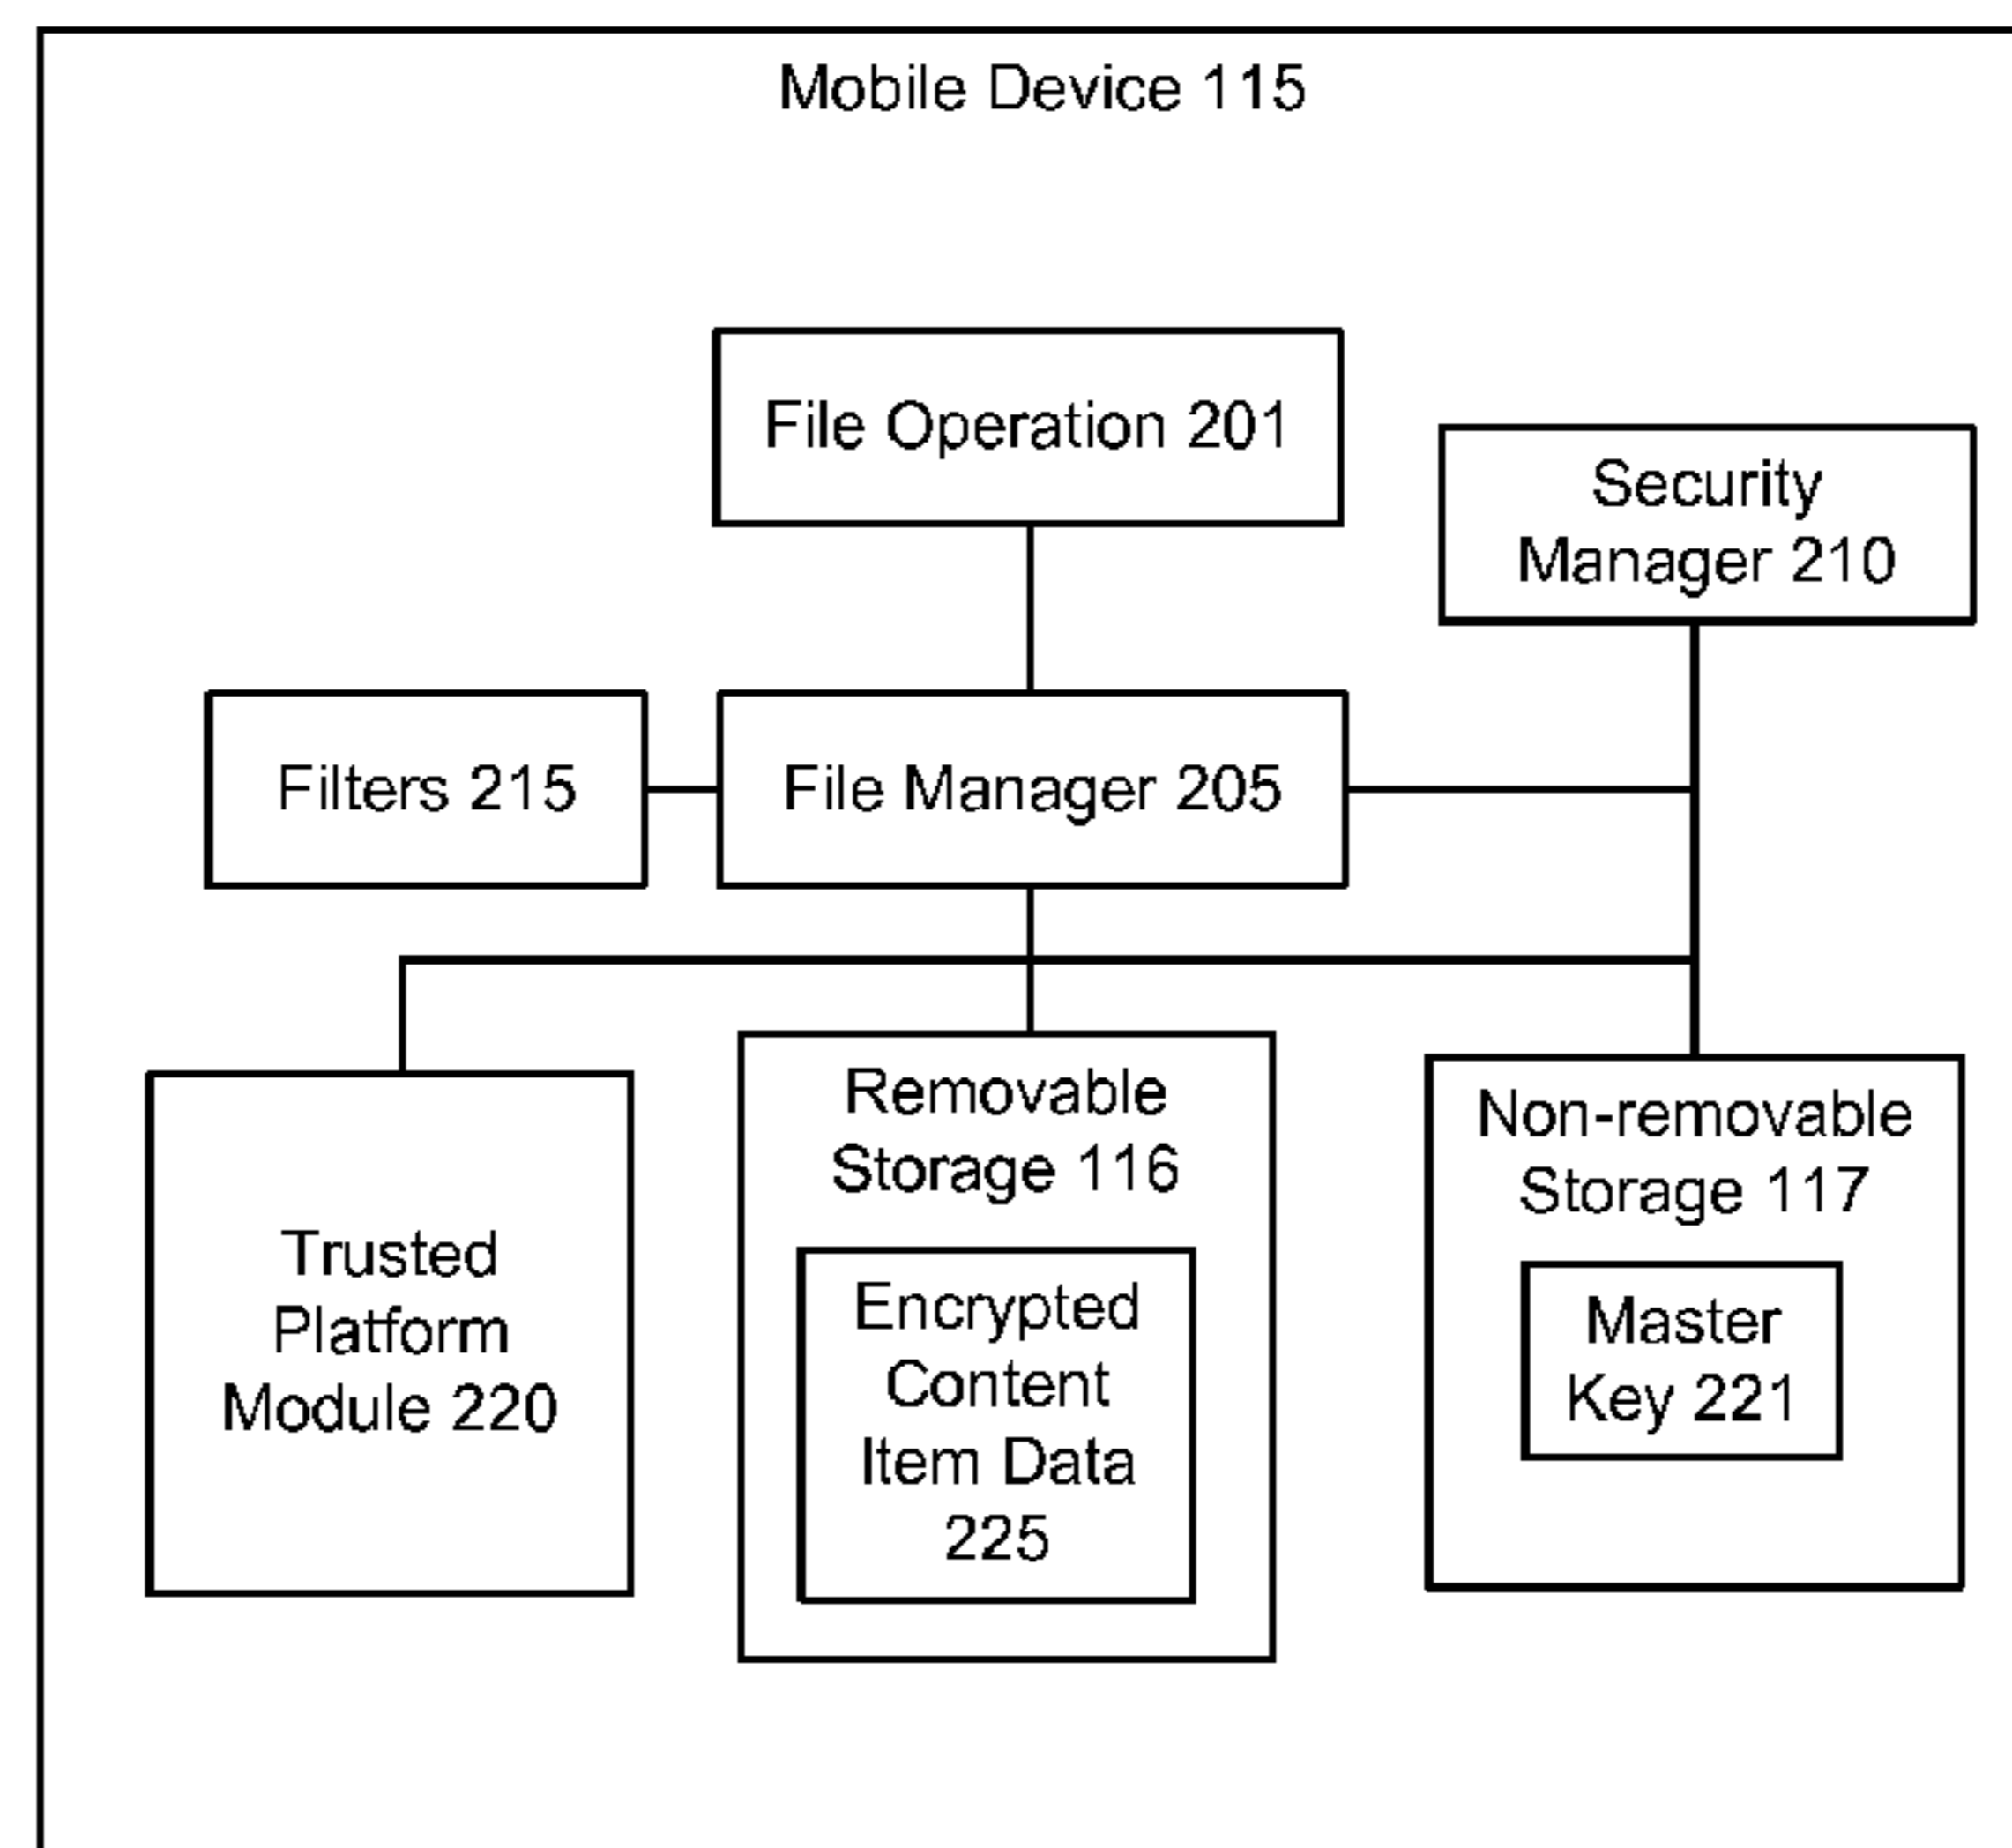 Mobile Device 115
File Operation 201
Security
Manager 210
Filters 215
File Manager 205
Trusted
Platform
Module 220
Removable
Storage 116
Encrypted
Content
Item Data
225
Non-removable
Storage 117
Master
Key 221